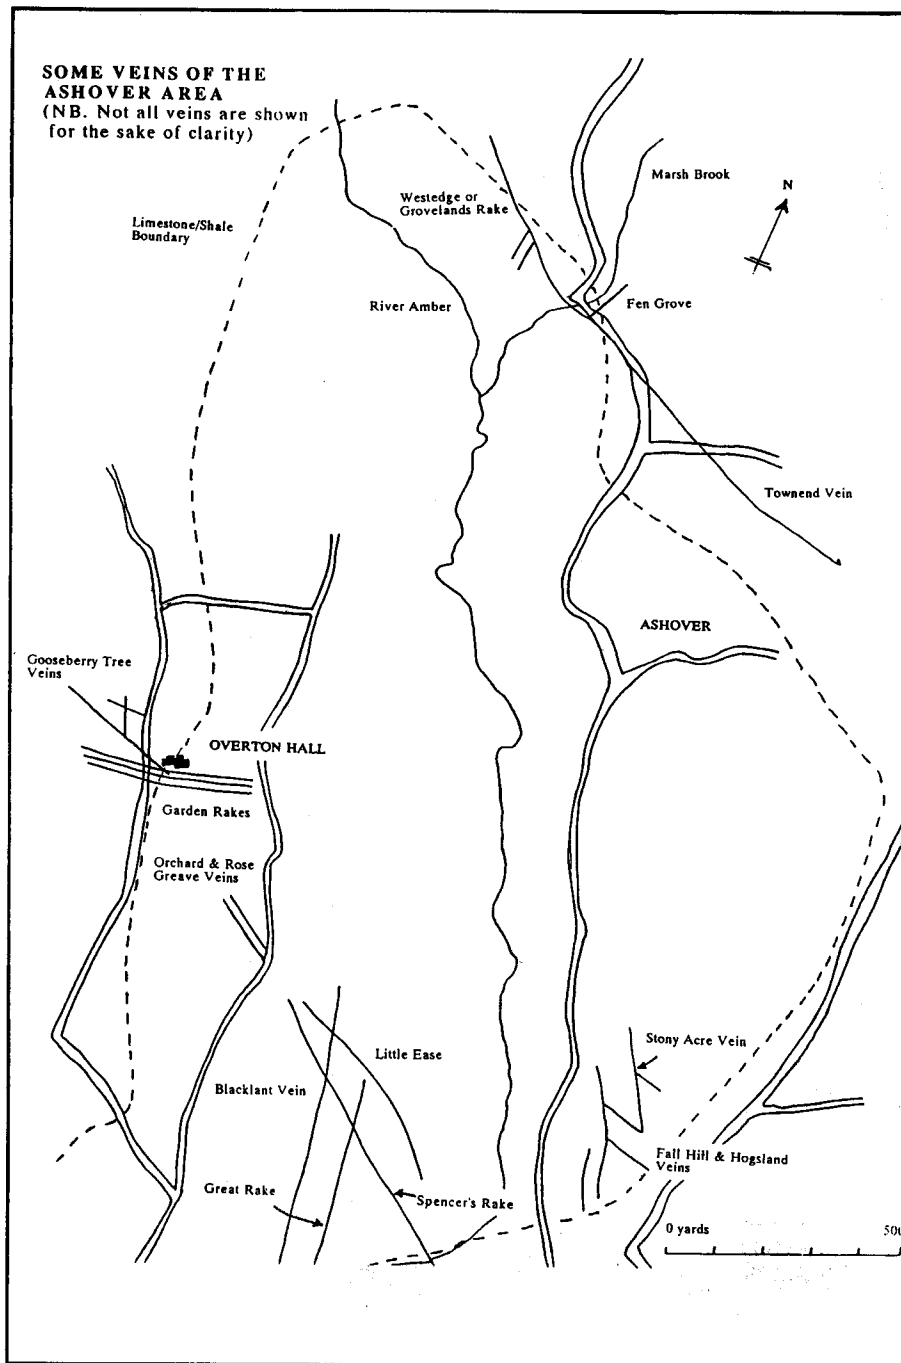 SOME VEINS OF THE
ASHOVER AREA
(NB. Not all veins are shown
for the sake of clarity)
Marsh Brook
N
Westedge or
Grovelands Rake
Limestone/Shale
Boundary
River Amber
Fen Grove
Townend Vein
ASHOVER
Gooseberry Tree
Veins
OVERTON HALL
Garden Rakes
Orchard & Rose
Greave Veins
Stony Acre Vein
Little Ease
Blacklant Vein
Fall Hill & Hogsland
Veins
Great Rake
Spencer's Rake
0 yards
500